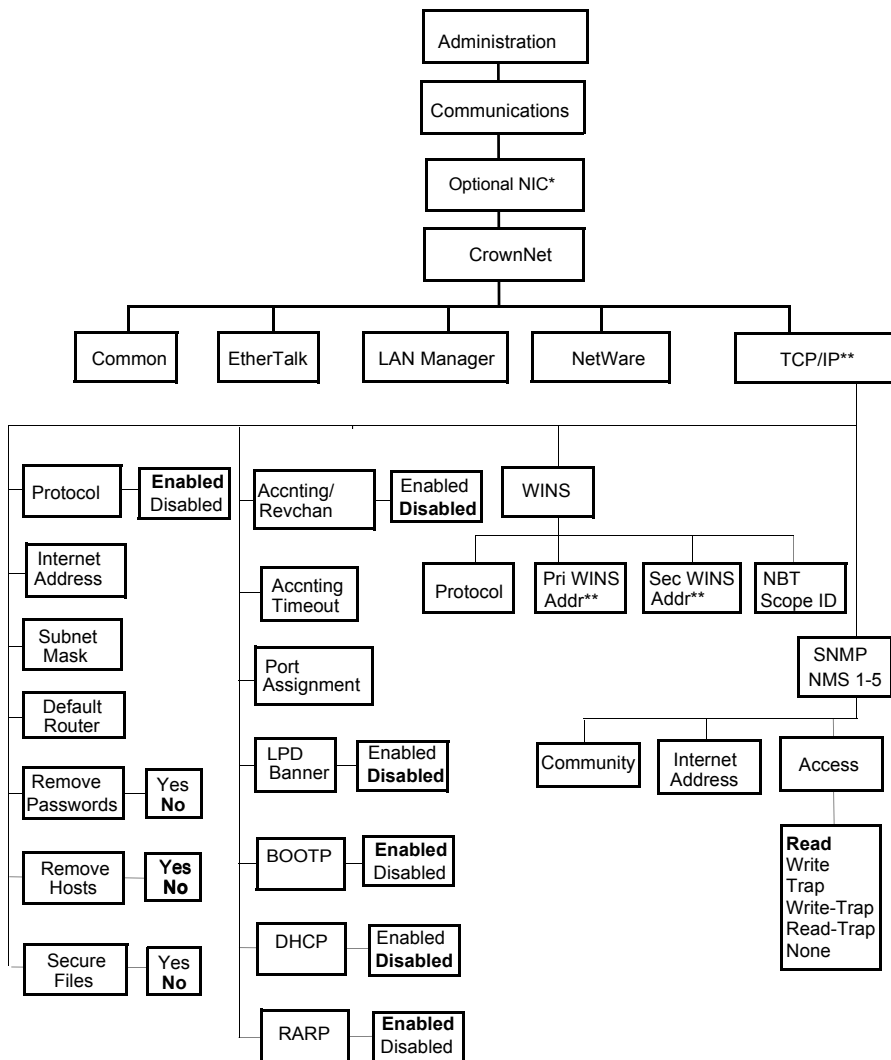 Administration
Communications
Optional NIC*
CrownNet
Common
EtherTalk
LAN Manager
NetWare
TCP/IP**
Protocol
Enabled
Disabled
Internet
Address
Subnet
Mask
Default
Router
Remove
Passwords
Yes
No
Remove
Hosts
Yes
No
Secure
Files
Yes
No
Accnting/
Revchan
Enabled
Disabled
Accnting
Timeout
Port
Assignment
LPD
Banner
Enabled
Disabled
BOOTP
Enabled
Disabled
DHCP
Enabled
Disabled
RARP
Enabled
Disabled
WINS
Protocol
Pri WINS
Addr**
Sec WINS
Addr**
NBT
Scope ID
SNMP
NMS 1-5
Community
Internet
Address
Access
Read
Write
Trap
Write-Trap
Read-Trap
None